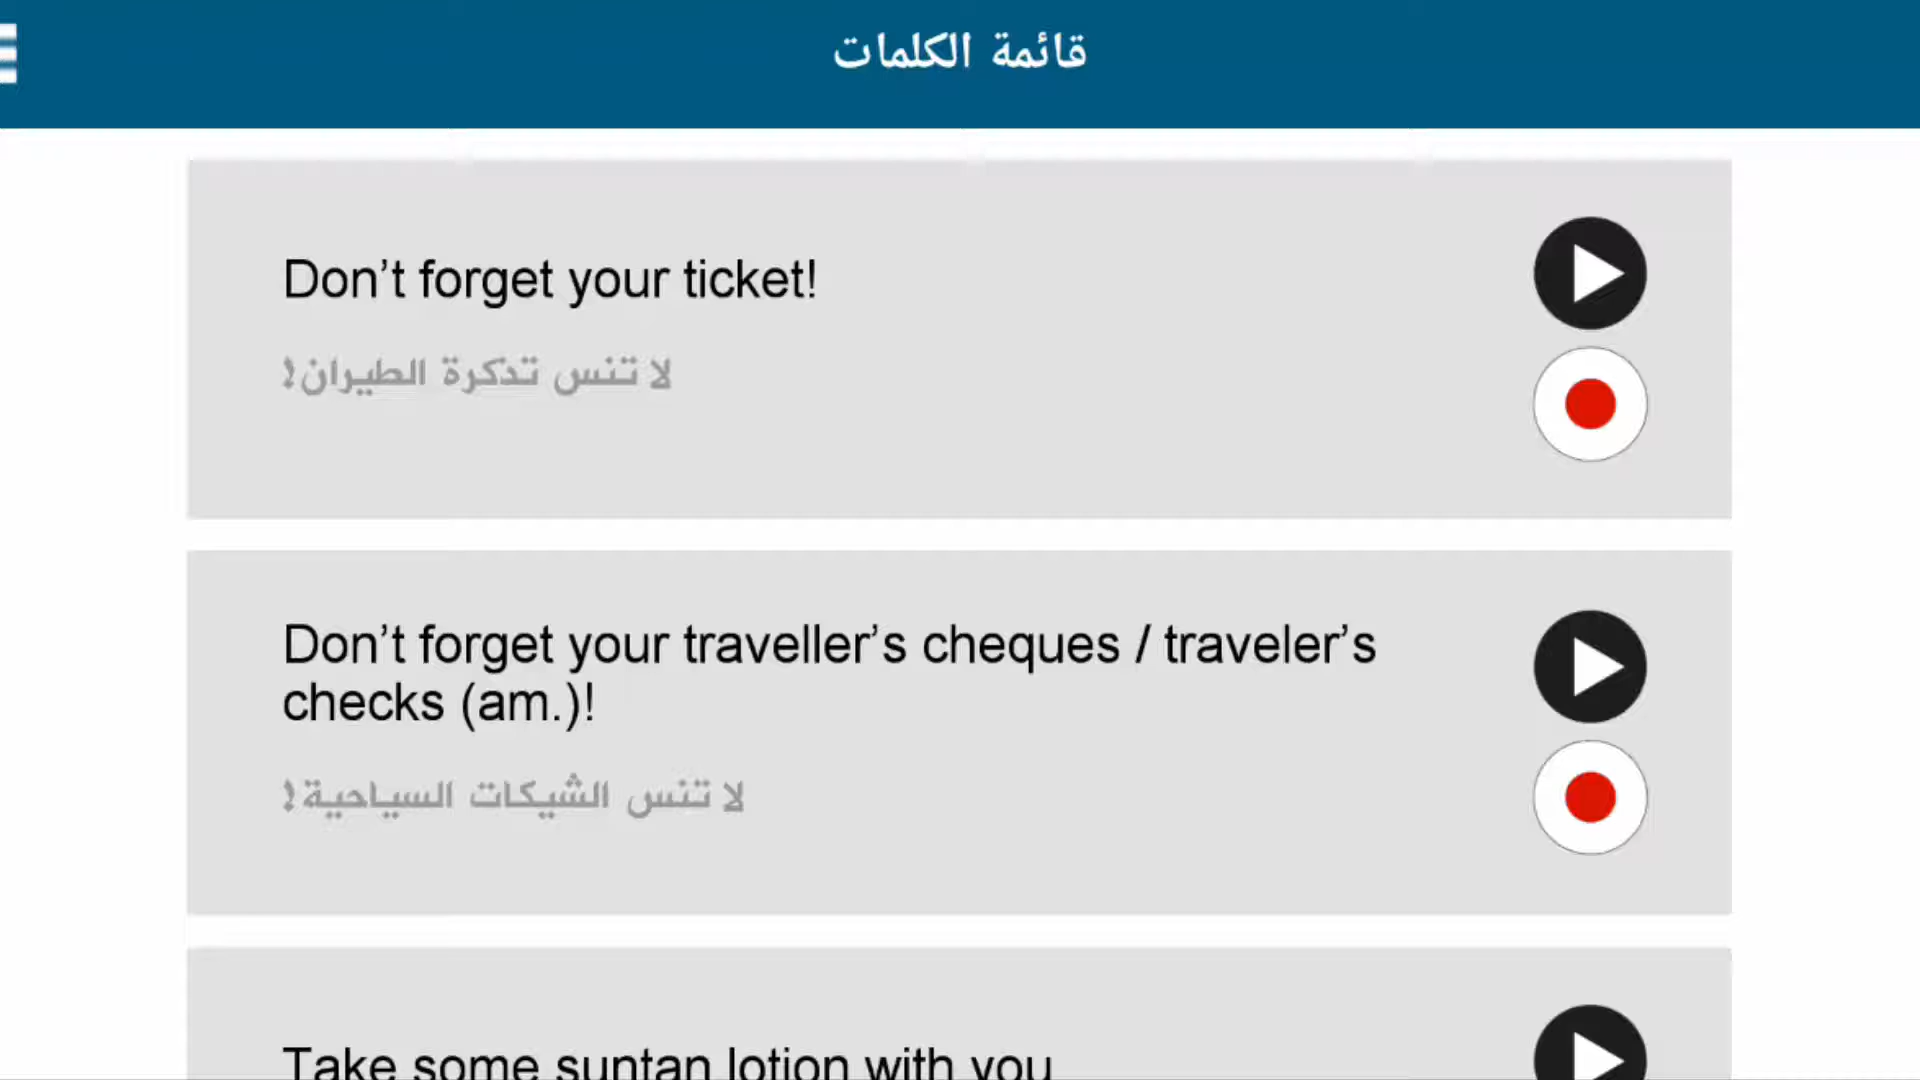 قائمة الكلمات
Don’t forget your ticket!
لا تنس تذكرة الطيران!
Don’t forget your traveller’s cheques / traveler’s
checks (am.)!
لا تنس الشيكات السياحية!
Take some suntan lotion with you